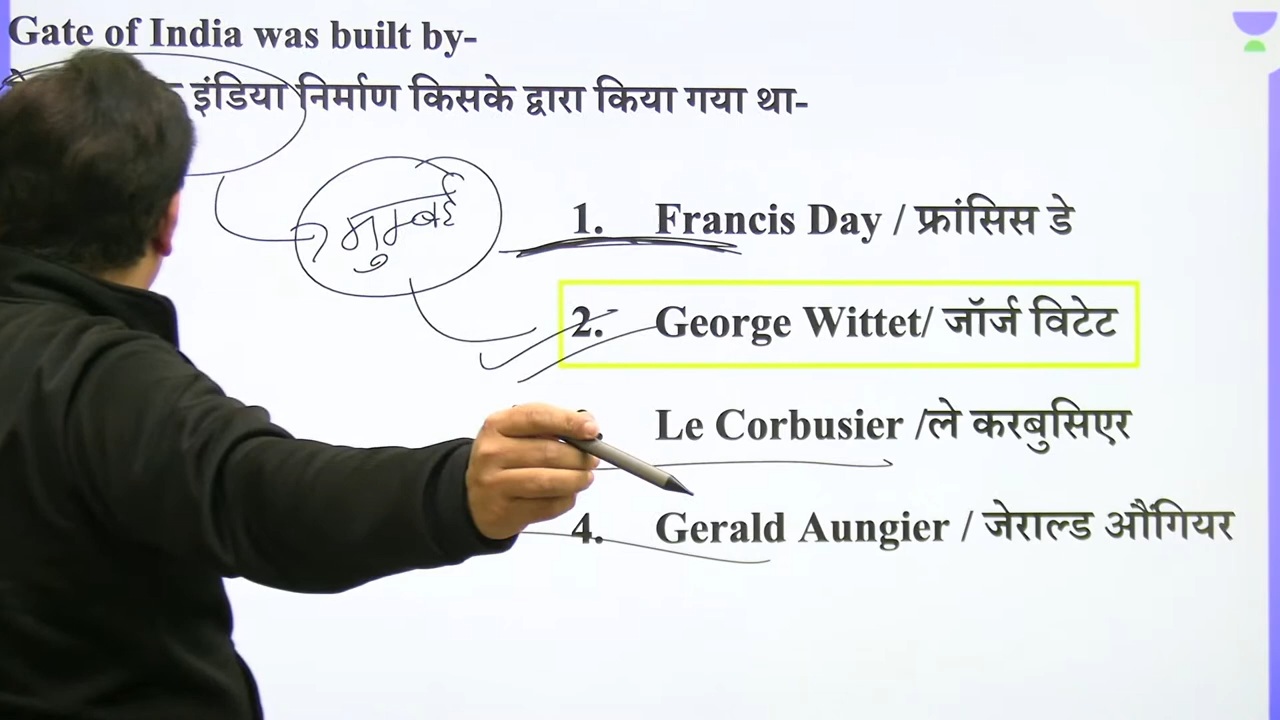 Gate of India was built by-
इंडिया निर्माण किसके द्वारा किया गया था-
मुम्बई
1. Francis Day / फ्रांसिस डे
2. George Wittet/ जॉर्ज विटेट
Le Corbusier /ले करबुसिएर
4. Gerald Aungier / जेराल्ड औंगियर